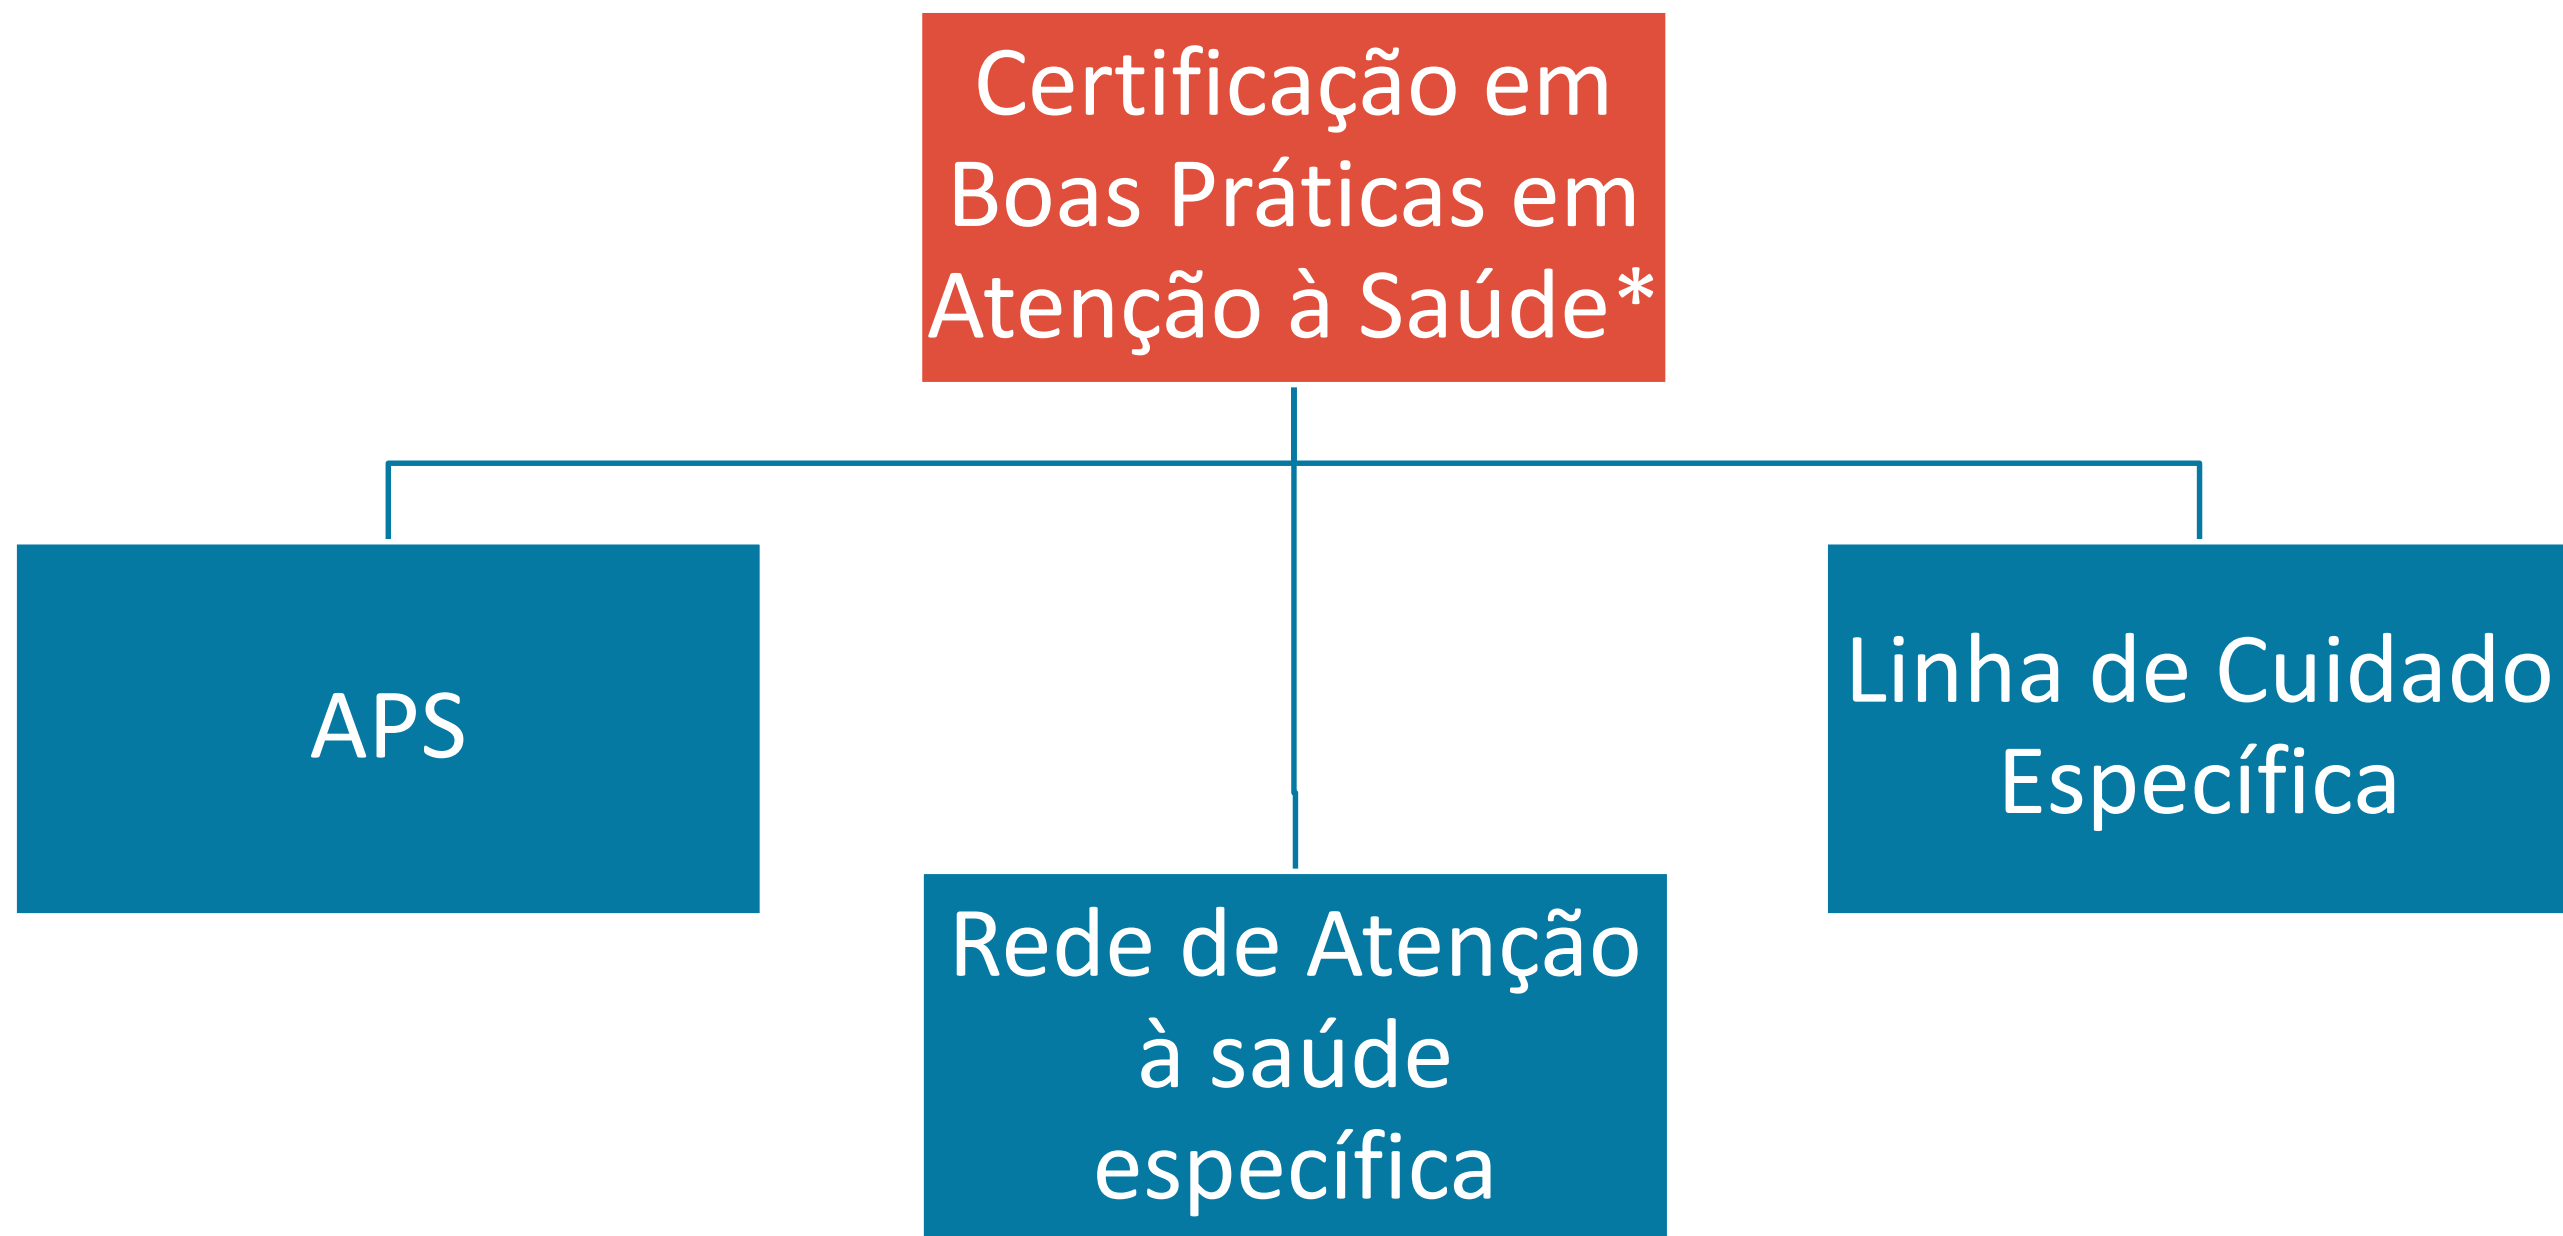 Certificação em
Boas Práticas em
Atenção à Saúde*
APS
Linha de Cuidado
Específica
Rede de Atenção
à saúde
específica